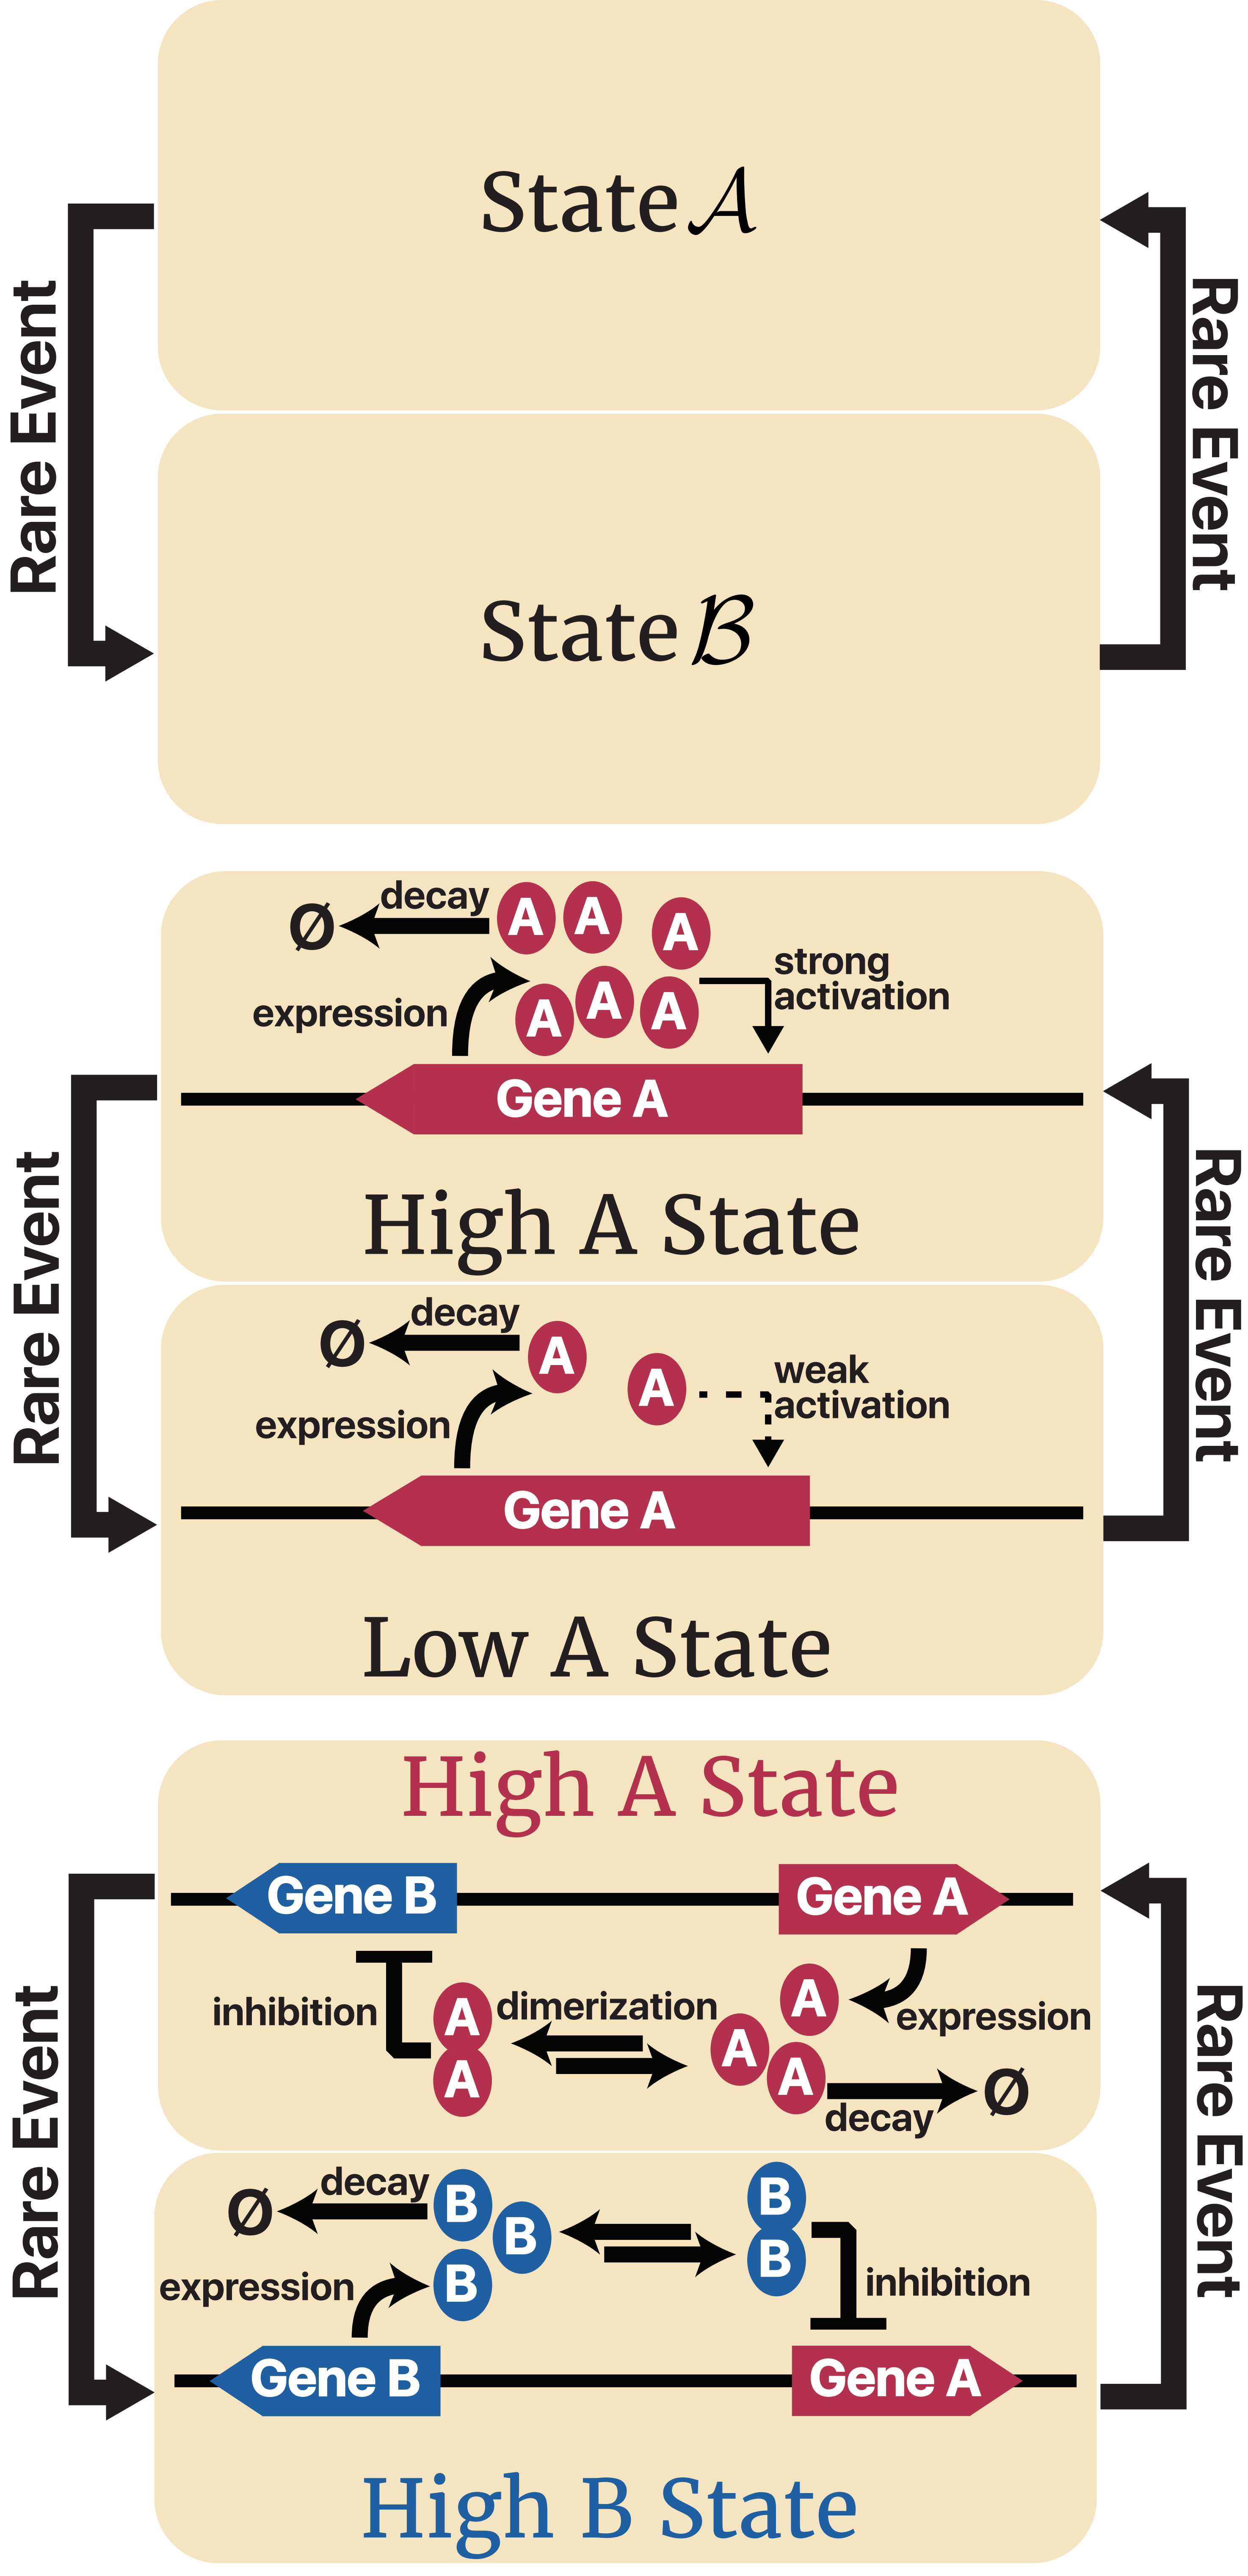 State 𝒜
Rare Event
Rare Event
State ℬ
decay
Ø
A
A
A
strong
activation
expression
A
A
A
Gene A
High A State
Rare Event
Rare Event
decay
Ø
A
A
weak
activation
expression
Gene A
Low A State
High A State
Gene B
Gene A
inhibition
A
A
dimerization
A
A
A
expression
decay
Ø
Rare Event
Rare Event
decay
Ø
B
B
B
B
B
expression
inhibition
Gene B
Gene A
High B State